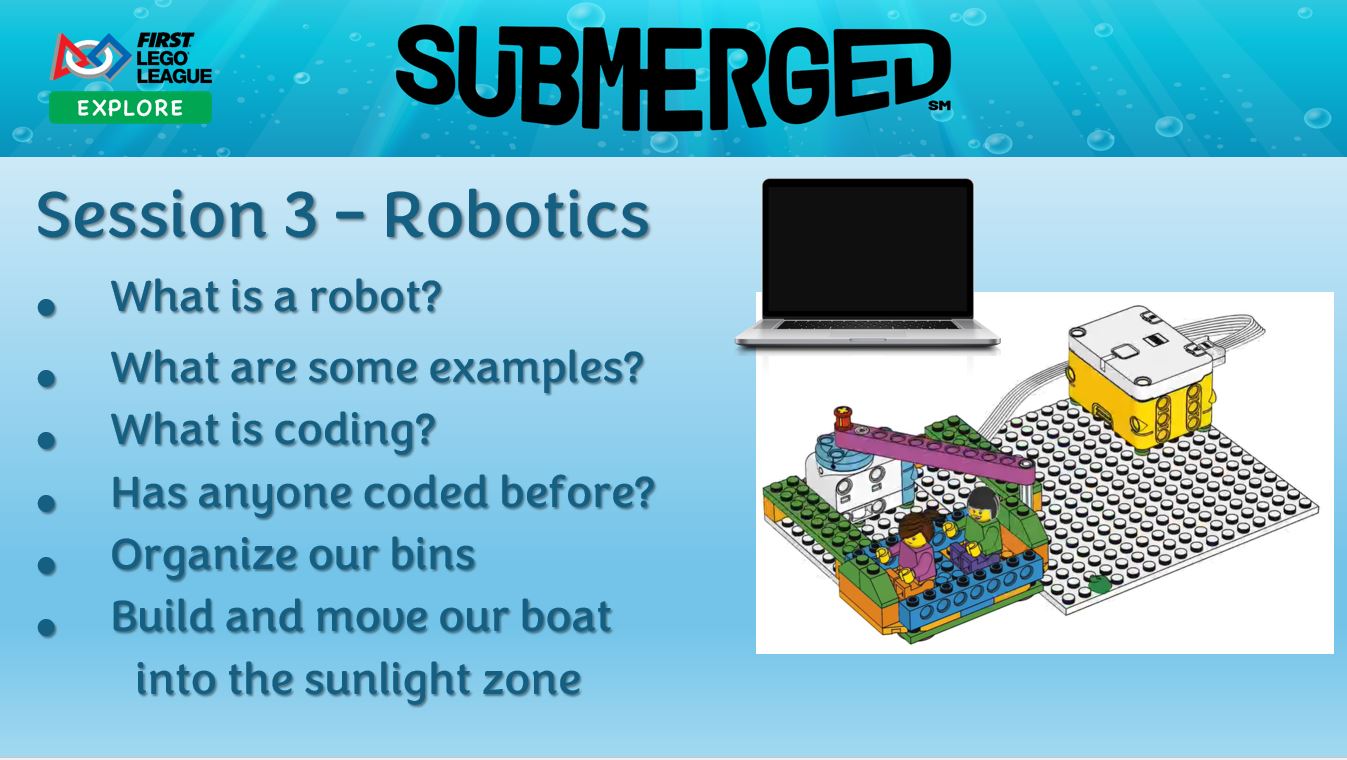 FIRST
LEGO
LEAGUE
EXPLORE
SUBMERGED
SM
Session 3 – Robotics
• What is a robot?
• What are some examples?
• What is coding?
• Has anyone coded before?
• Organize our bins
• Build and move our boat
into the sunlight zone